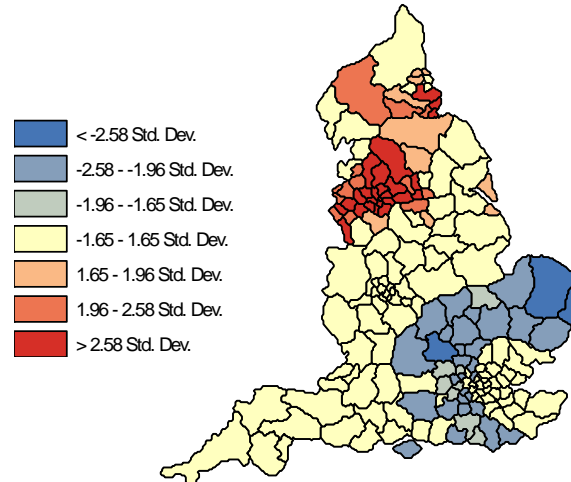 < -2.58 Std. Dev.
-2.58 - -1.96 Std. Dev.
-1.96 - -1.65 Std. Dev.
-1.65 - 1.65 Std. Dev.
1.65 - 1.96 Std. Dev.
1.96 - 2.58 Std. Dev.
> 2.58 Std. Dev.